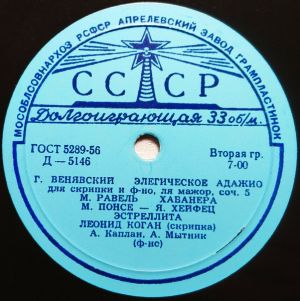 МОСОБЛСОВНАРХОЗ РСФСР АПРЕЛЕВСКИЙ ЗАВОД ГРАМПЛАСТИНОК
СССР
Долгоиграющая 33 об/м.
ГОСТ 5289-56
Д — 5146
Вторая гр.
7-00
Г. ВЕНЯВСКИЙ ЭЛЕГИЧЕСКОЕ АДАЖИО
для скрипки и ф-но, ля мажор, соч. 5
М. РАВЕЛЬ ХАБАНЕРА
М. ПОНСЕ — Я. ХЕЙФЕЦ
ЭСТРЕЛЛИТА
ЛЕОНИД КОГАН (скрипка)
А. Каплан, А. Мытник
(ф-но)